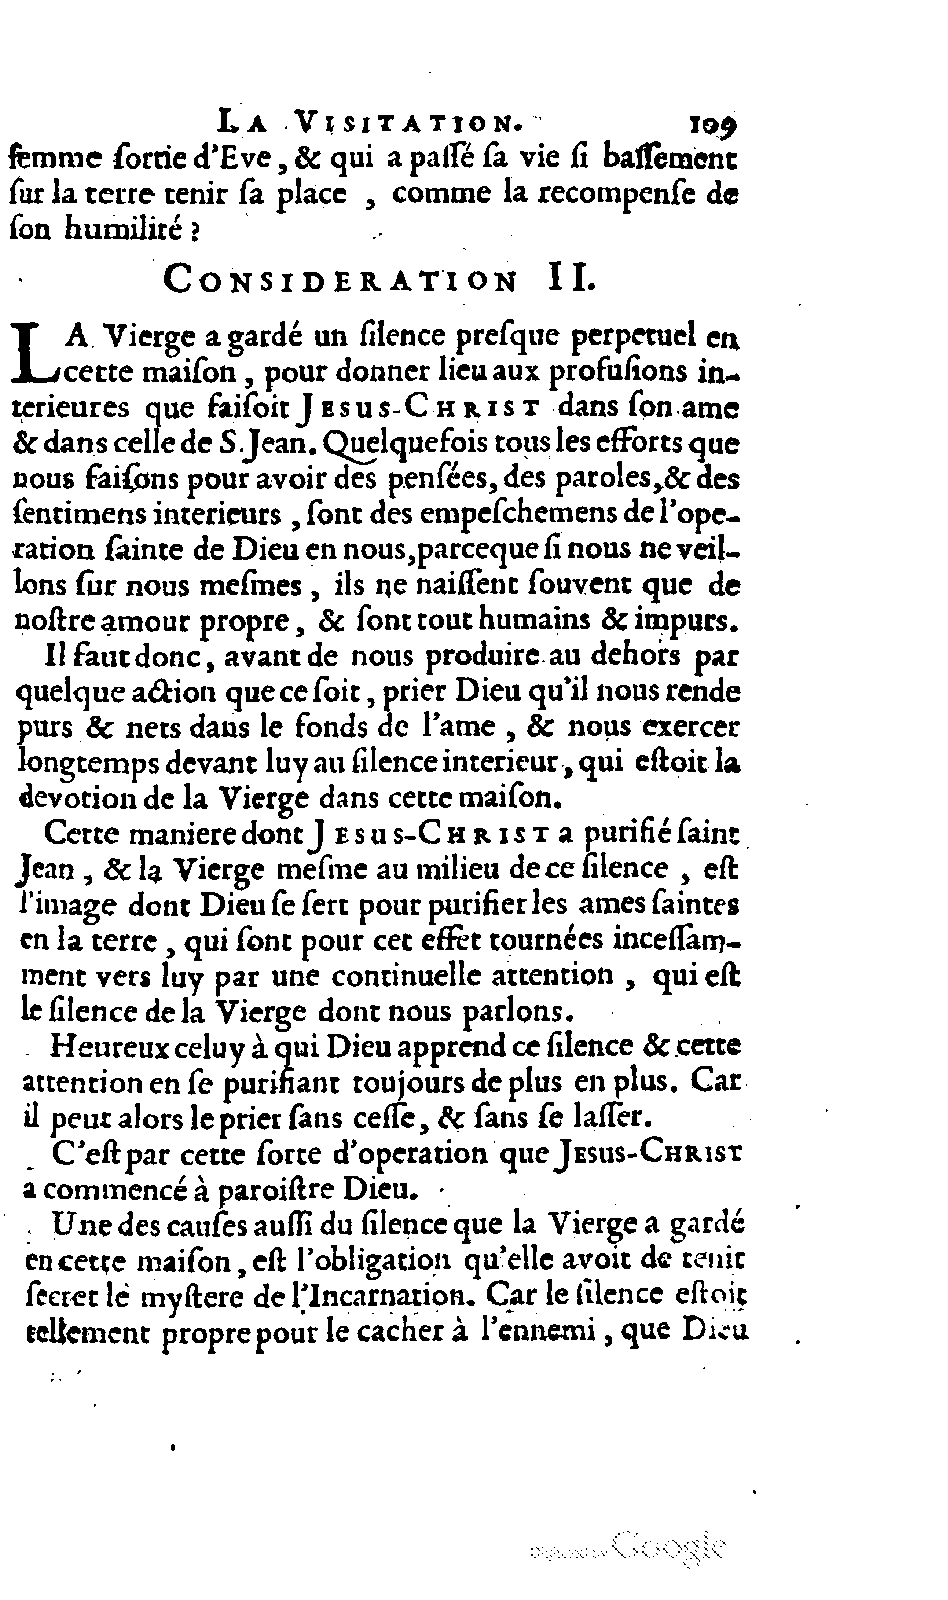 LA VISITATION. 109
femme ſortie d'Eve, & qui a paſſé ſa vie ſi baſſement
ſur la terre tenir ſa place , comme la recompenſe de
ſon humilité ?
CONSIDERATION II.
LA Vierge a gardé un ſilence preſque perpetuel en
cette maiſon, pour donner lieu aux profuſions in-
terieures que faiſoit JESUS-CHRIST dans ſon ame
& dans celle de S. Jean. Quelquefois tous les efforts que
nous faiſons pour avoir des penſées, des paroles, & des
ſentimens interieurs , ſont des empeſchemens de l'ope-
ration ſainte de Dieu en nous, parceque ſi nous ne veil-
lons ſur nous meſmes , ils ne naiſſent ſouvent que de
noſtre amour propre, & ſont tout humains & impurs.
Il faut donc, avant de nous produire au dehors par
quelque action que ce ſoit, prier Dieu qu'il nous rende
purs & nets dans le fonds de l'ame , & nous exercer
longtemps devant luy au ſilence interieur, qui eſtoit la
devotion de la Vierge dans cette maiſon.
Cette maniere dont JESUS-CHRIST a purifié ſaint
Jean , & la Vierge meſme au milieu de ce ſilence , eſt
l'image dont Dieu ſe ſert pour purifier les ames ſaintes
en la terre , qui ſont pour cet effet tournées inceſſam-
ment vers luy par une continuelle attention , qui eſt
le ſilence de la Vierge dont nous parlons.
Heureux celuy à qui Dieu apprend ce ſilence & cette
attention en ſe purifiant toujours de plus en plus. Car
il peut alors le prier ſans ceſſe, & ſans ſe laſſer.
C'eſt par cette ſorte d'operation que JESUS-CHRIST
a commencé à paroiſtre Dieu.
Une des cauſes auſſi du ſilence que la Vierge a gardé
en cette maiſon, eſt l'obligation qu'elle avoit de tenir
ſecret le myſtere de l'Incarnation. Car le ſilence eſtoit
tellement propre pour le cacher à l'ennemi, que Dieu
Google